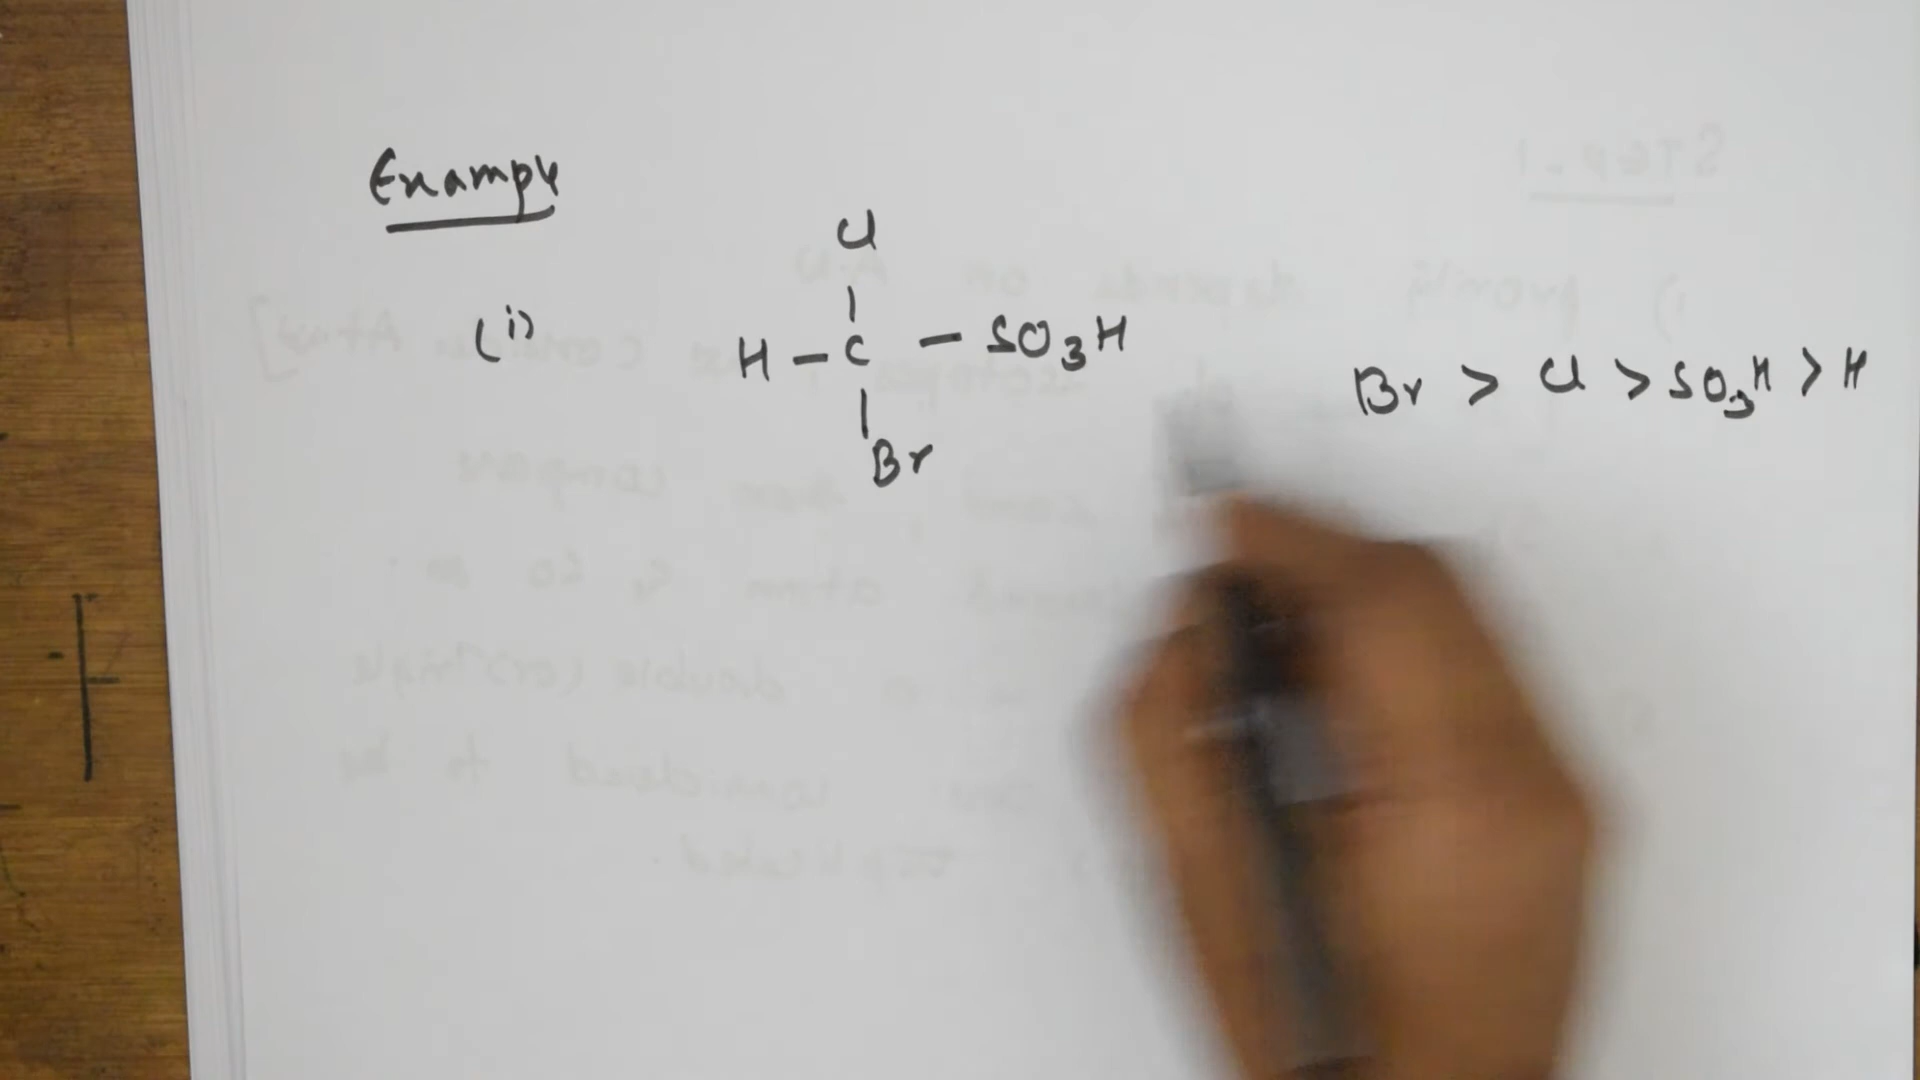 Example
Cl
(i) H - C - SO3H
Br
Br > Cl > SO3H > H